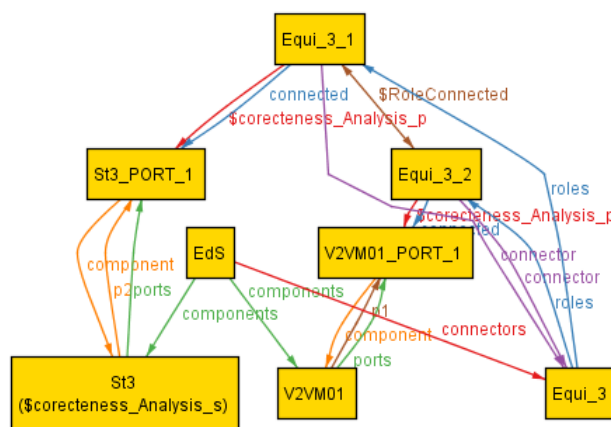 Equi_3_1
connected
$RoleConnected
$corecteness_Analysis_p
St3_PORT_1
Equi_3_2
roles
$corecteness_Analysis_p
connected
EdS
V2VM01_PORT_1
component
connector
p2ports
components
connector
components
p1
roles
component
connectors
ports
St3
($corecteness_Analysis_s)
V2VM01
Equi_3